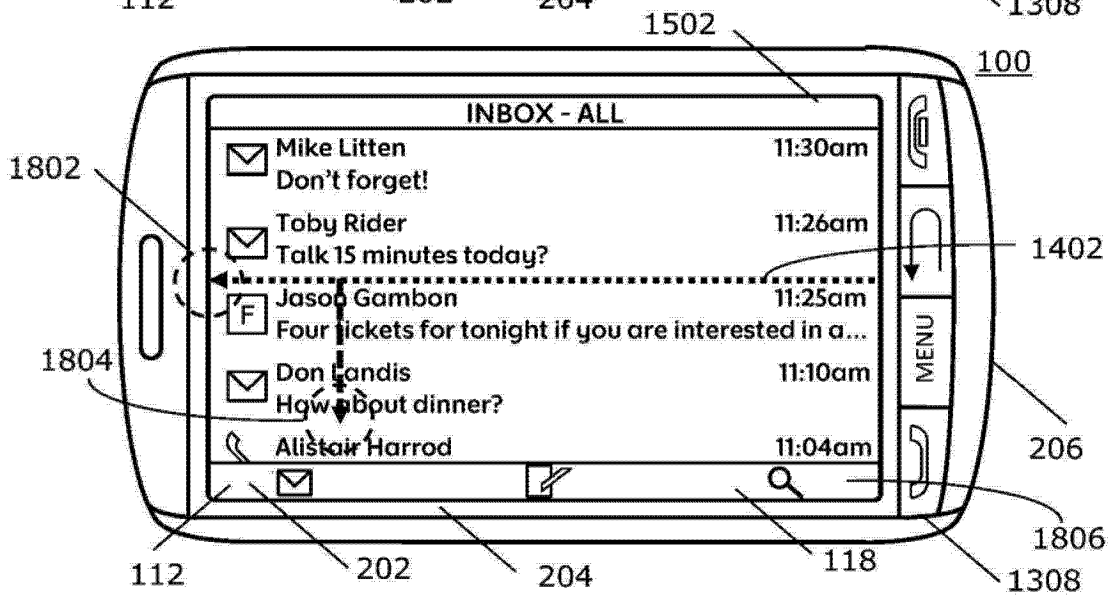 112 202 204 1308
1502
100
INBOX - ALL
1802
Mike Litten 11:30am
Don't forget!
Toby Rider 11:26am
Talk 15 minutes today?
1402
Jason Gambon 11:25am
F
Four tickets for tonight if you are interested in a...
MENU
1804
Don Landis 11:10am
How about dinner?
206
Alistair Harrod 11:04am
1806
112 202 204 118 1308